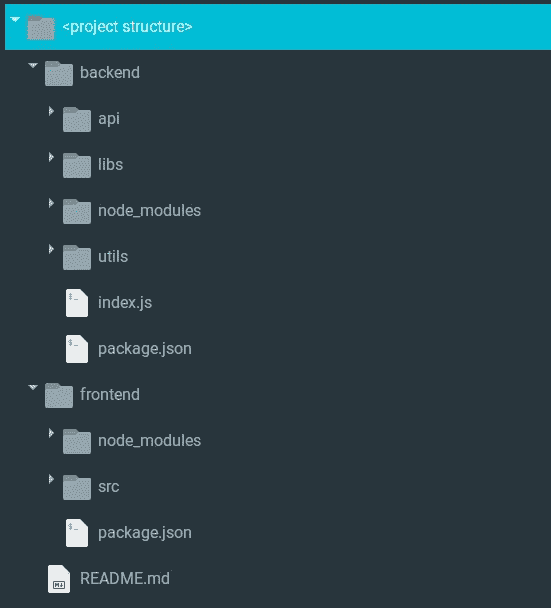 <project structure>
backend
api
libs
node_modules
utils
index.js
package.json
frontend
node_modules
src
package.json
README.md